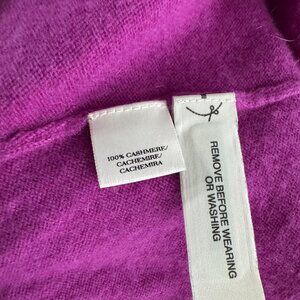 100% CASHMERE/
CACHEMIRE/
CACHEMIRA
REMOVE BEFORE WEARING
OR WASHING